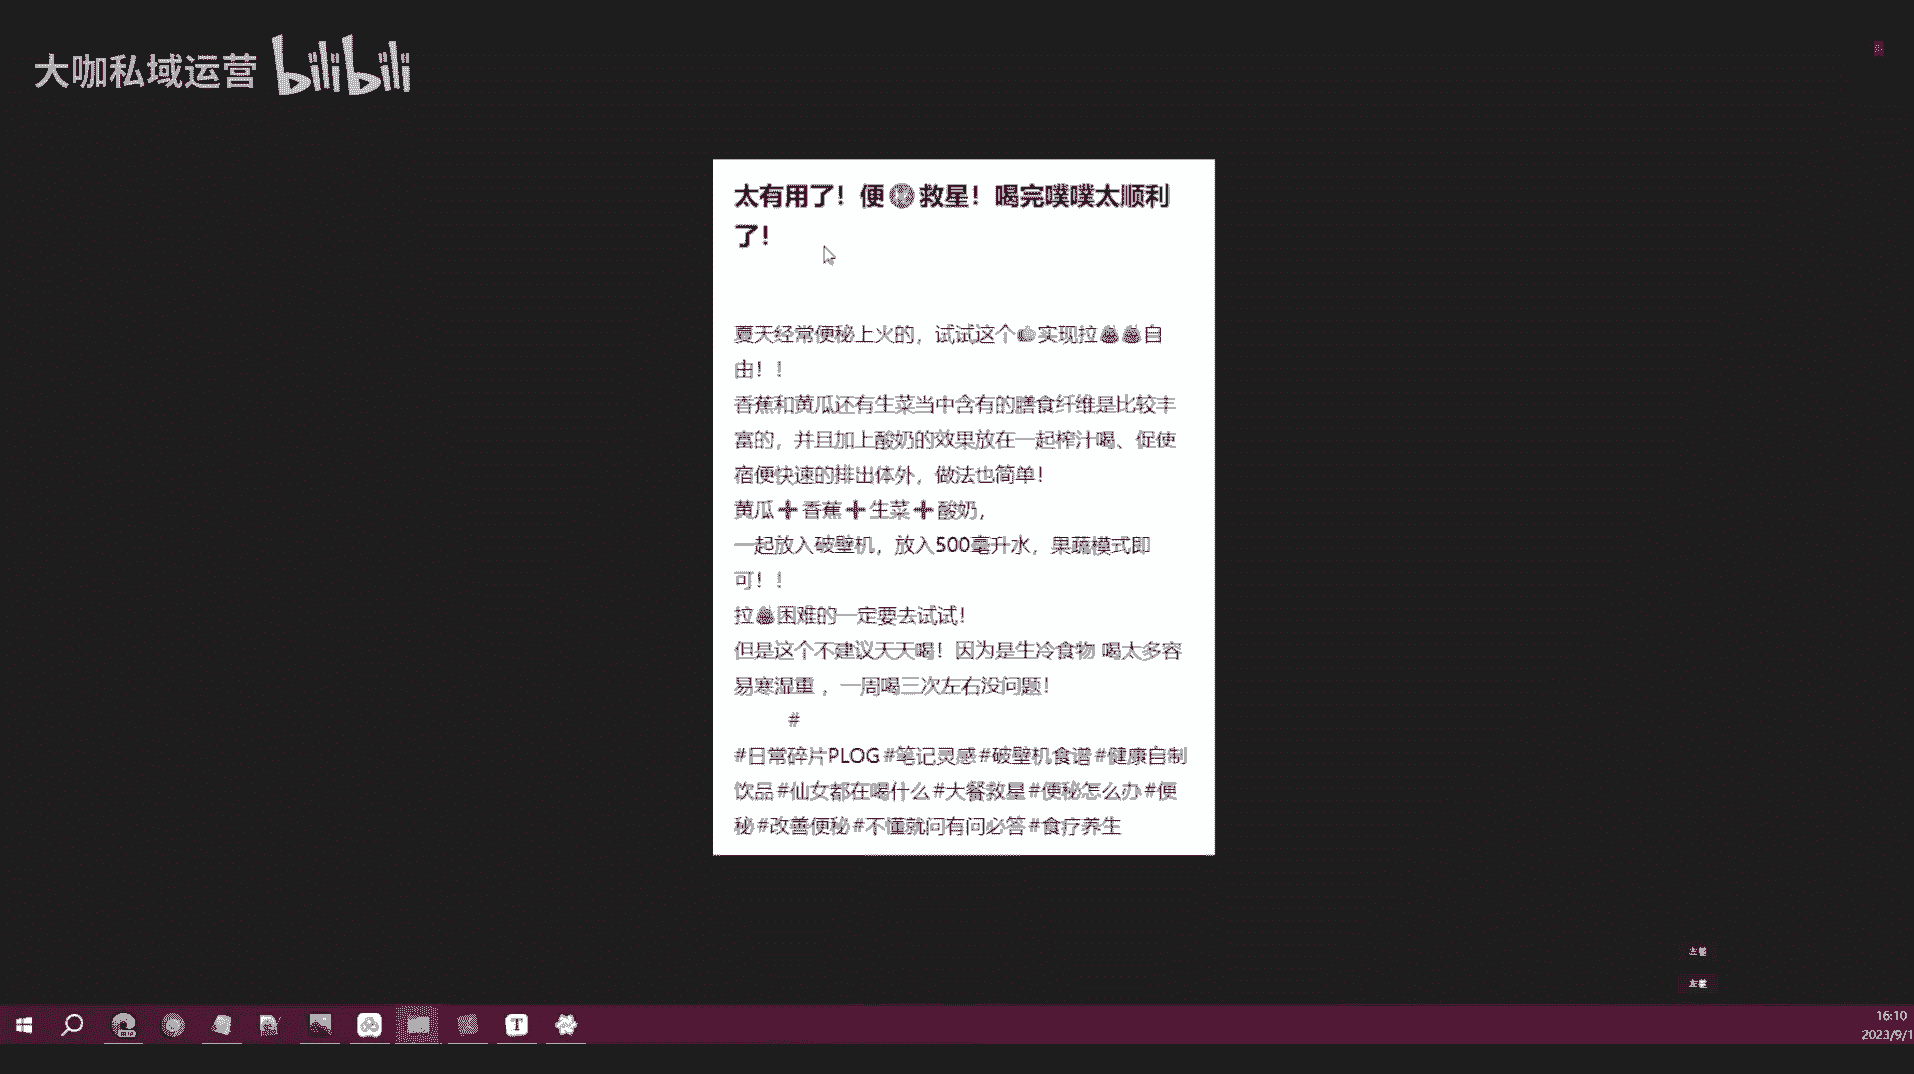 大咖私域运营 bilibili
太有用了！便㊙救星！喝完噗噗太顺利
了！
夏天经常便秘上火的，试试这个👍实现拉💩💩自
由！！
香蕉和黄瓜还有生菜当中含有的膳食纤维是比较丰
富的，并且加上酸奶的效果放在一起榨汁喝、促使
宿便快速的排出体外，做法也简单！
黄瓜➕香蕉➕生菜➕酸奶，
一起放入破壁机，放入500毫升水，果蔬模式即
可！！
拉💩困难的一定要去试试！
但是这个不建议天天喝！因为是生冷食物 喝太多容
易寒湿重 ，一周喝三次左右没问题！
#
#日常碎片PLOG #笔记灵感 #破壁机食谱 #健康自制
饮品 #仙女都在喝什么 #大餐救星 #便秘怎么办 #便
秘 #改善便秘 #不懂就问有问必答 #食疗养生
左键
左键
T
16:10
2023/9/1